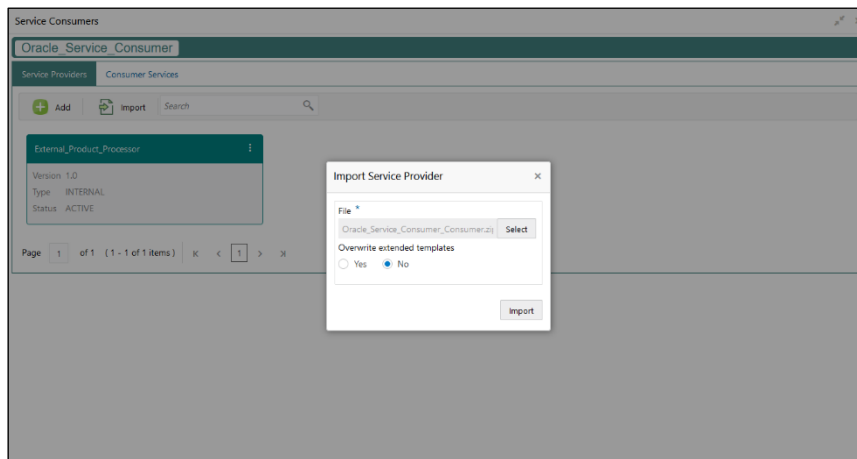 Service Consumers
Oracle_Service_Consumer
Service Providers Consumer Services
Add Import Search
External_Product_Processor
Version 1.0
Type INTERNAL
Status ACTIVE
Page 1 of 1 (1 - 1 of 1 items) K < 1 > >|
Import Service Provider ×
File *
Oracle_Service_Consumer_Consumer.zip Select
Overwrite extended templates
Yes No
Import